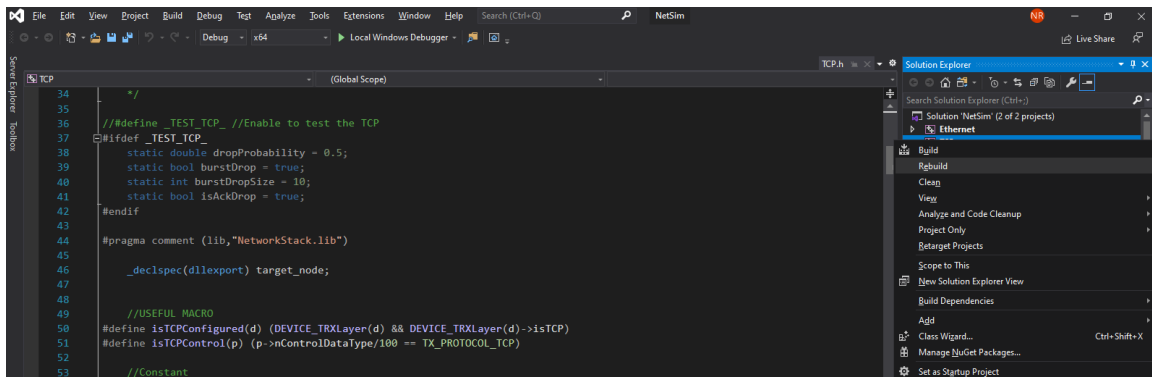 File Edit View Project Build Debug Test Analyze Tools Extensions Window Help Search (Ctrl+Q) NetSim NR
Debug x64 Local Windows Debugger Live Share
Server Explorer
Toolbox
TCP.h
Solution Explorer
TCP (Global Scope)
Search Solution Explorer (Ctrl+;)
Solution 'NetSim' (2 of 2 projects)
Ethernet
34 */
35
36 //#define _TEST_TCP_ //Enable to test the TCP
37 #ifdef _TEST_TCP_
38 static double dropProbability = 0.5;
39 static bool burstDrop = true;
40 static int burstDropSize = 10;
41 static bool isAckDrop = true;
42 #endif
43
44 #pragma comment (lib,"NetworkStack.lib")
45
46 _declspec(dllexport) target_node;
47
48
49 //USEFUL MACRO
50 #define isTCPConfigured(d) (DEVICE_TRXLayer(d) && DEVICE_TRXLayer(d)->isTCP)
51 #define isTCPControl(p) (p->nControlDataType/100 == TX_PROTOCOL_TCP)
52
53 //Constant
Build
Rebuild
Clean
View
Analyze and Code Cleanup
Project Only
Retarget Projects
Scope to This
New Solution Explorer View
Build Dependencies
Add
Class Wizard... Ctrl+Shift+X
Manage NuGet Packages...
Set as Startup Project